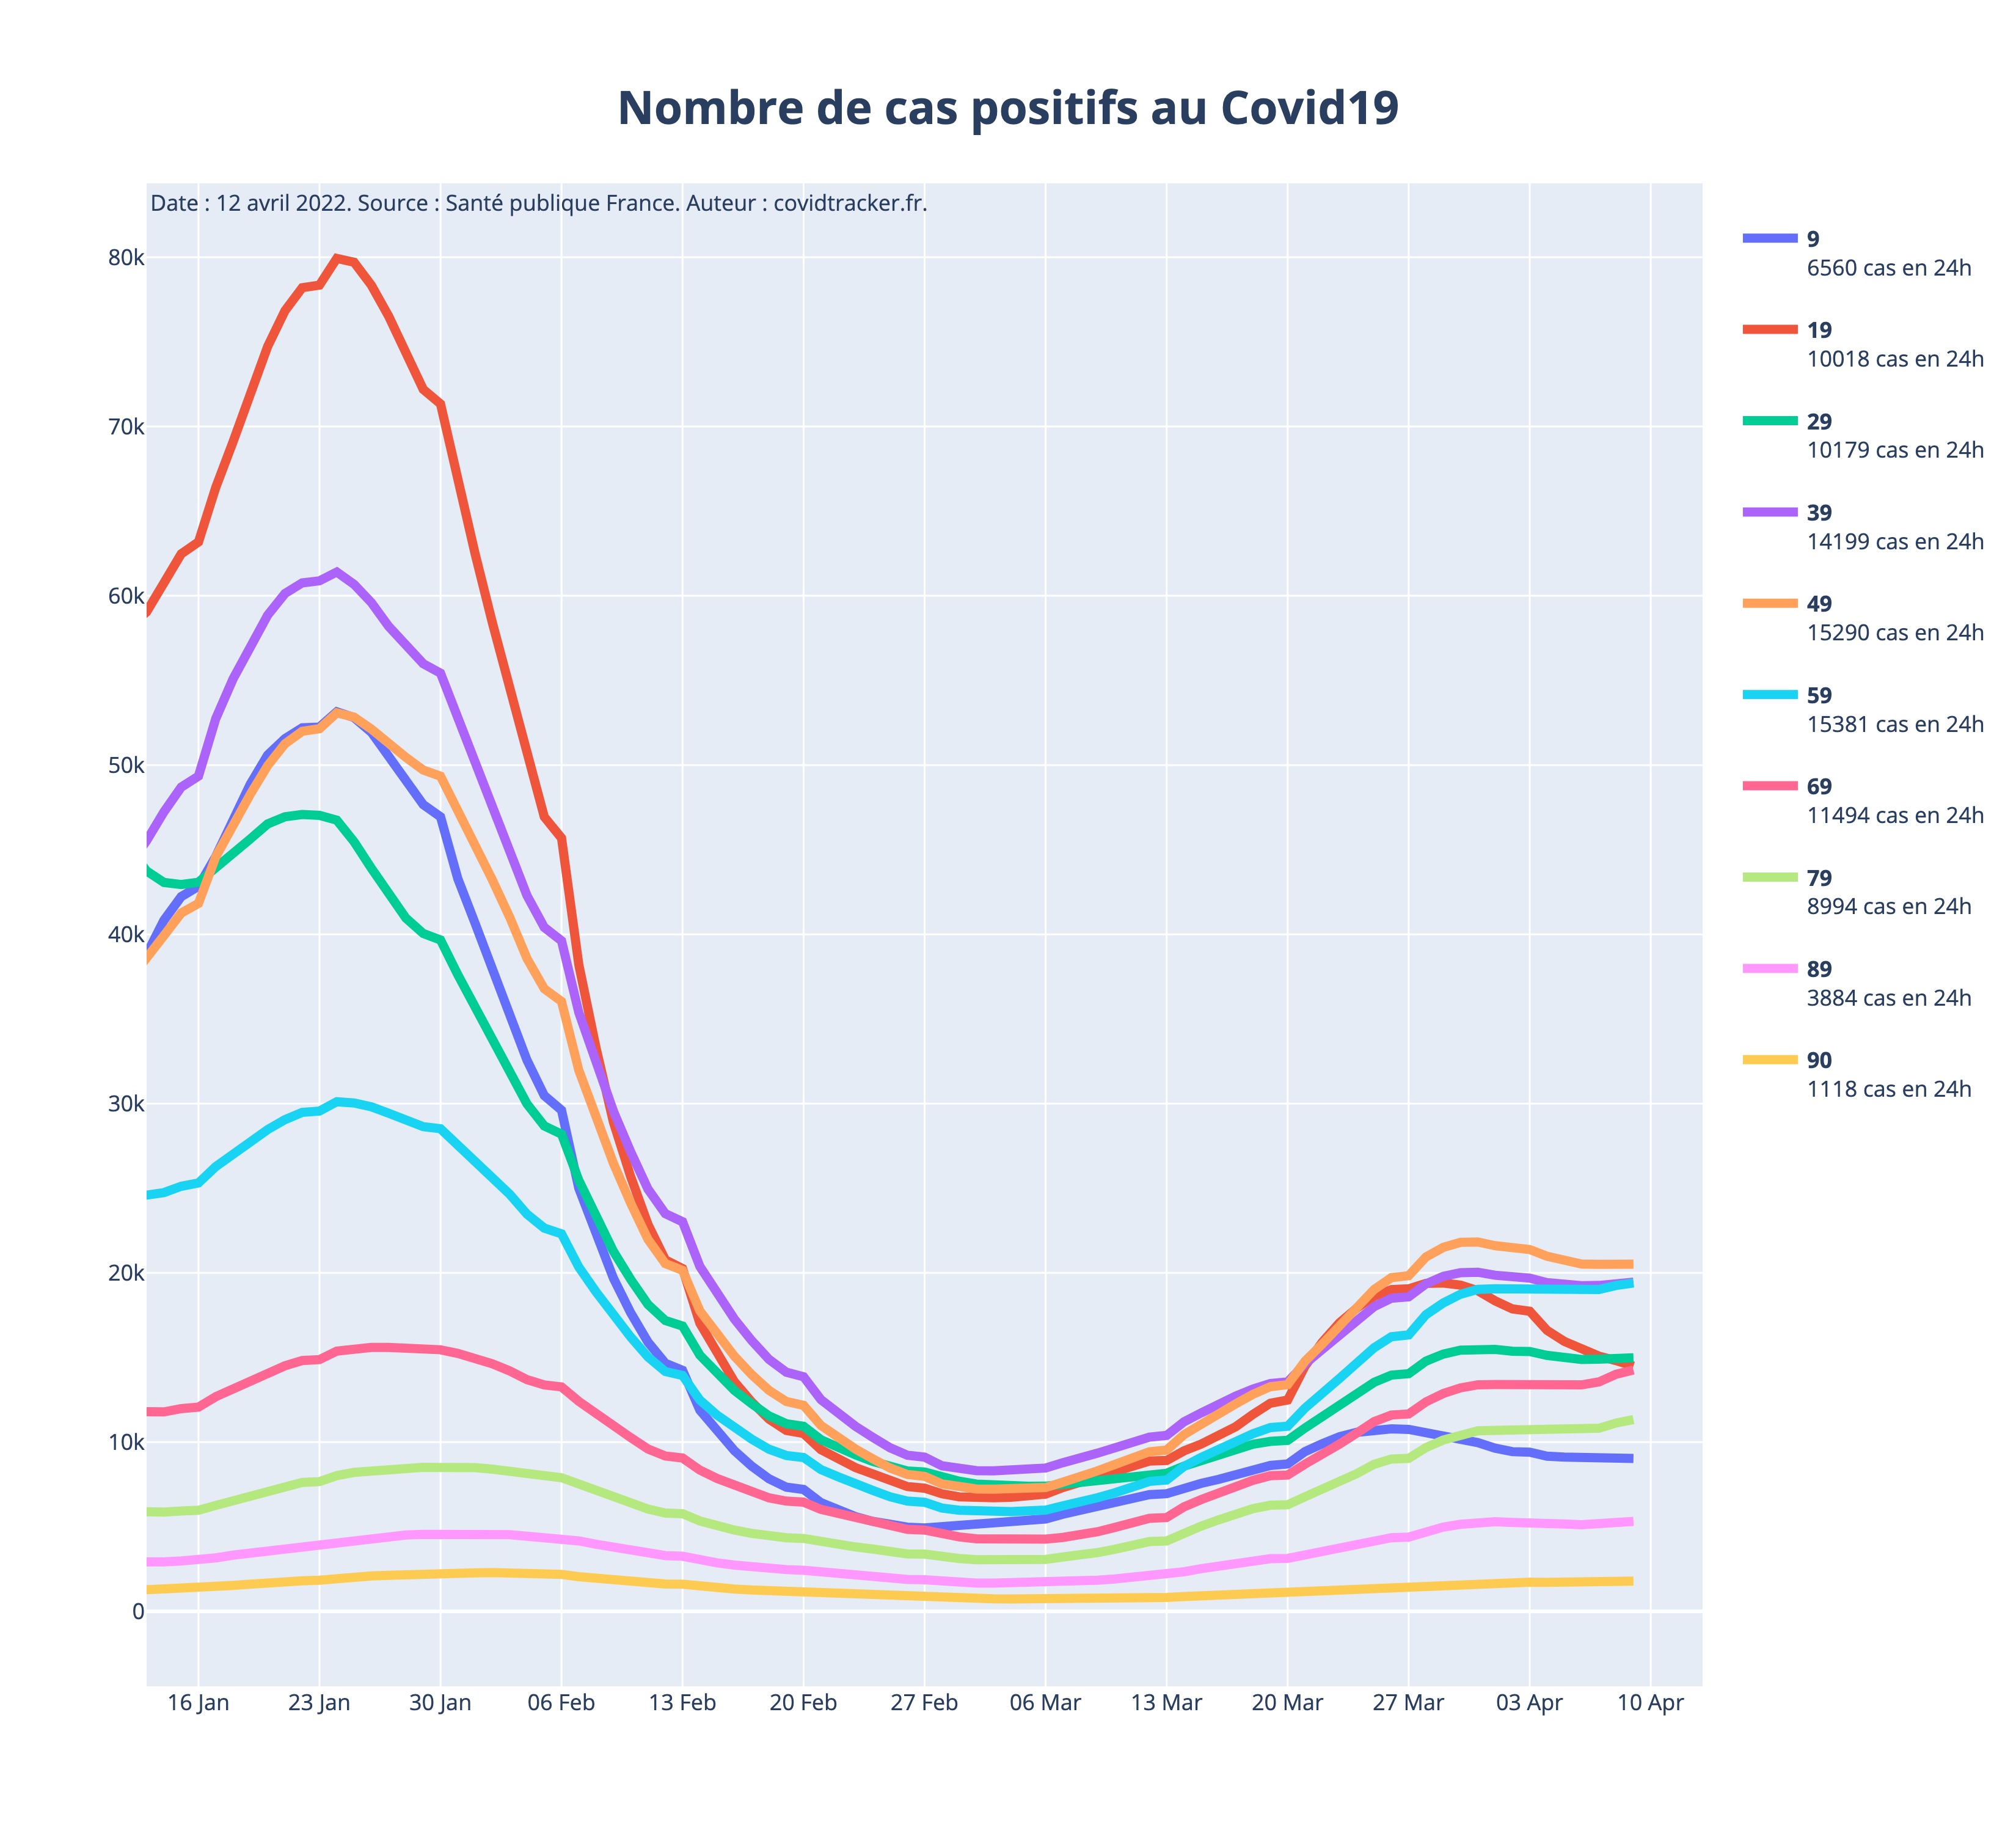 Nombre de cas positifs au Covid19
Date : 12 avril 2022. Source : Santé publique France. Auteur : covidtracker.fr.
80k
70k
60k
50k
40k
30k
20k
10k
0
16 Jan
23 Jan
30 Jan
06 Feb
13 Feb
20 Feb
27 Feb
06 Mar
13 Mar
20 Mar
27 Mar
03 Apr
10 Apr
9
6560 cas en 24h
19
10018 cas en 24h
29
10179 cas en 24h
39
14199 cas en 24h
49
15290 cas en 24h
59
15381 cas en 24h
69
11494 cas en 24h
79
8994 cas en 24h
89
3884 cas en 24h
90
1118 cas en 24h